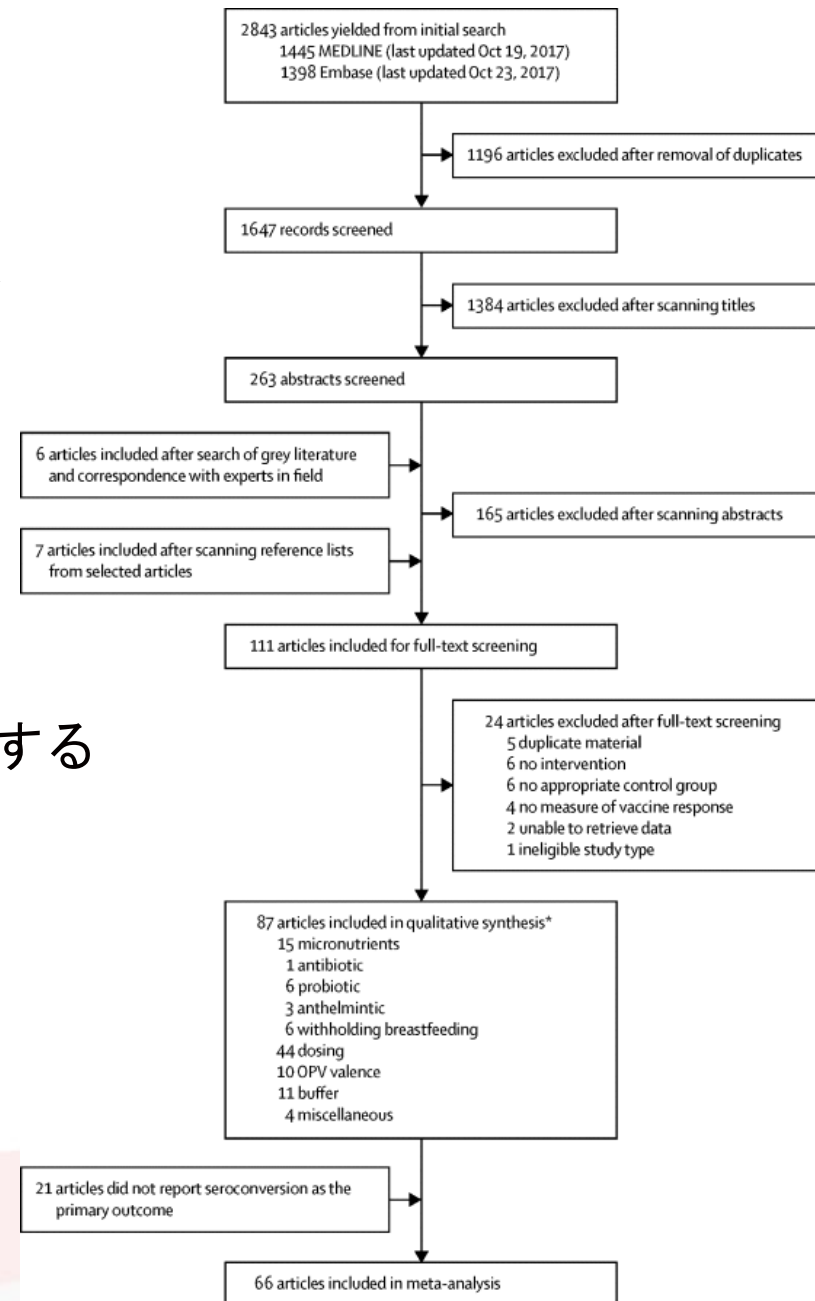 2843 articles yielded from initial search
1445 MEDLINE (last updated Oct 19, 2017)
1398 Embase (last updated Oct 23, 2017)
1196 articles excluded after removal of duplicates
1647 records screened
1384 articles excluded after scanning titles
263 abstracts screened
6 articles included after search of grey literature
and correspondence with experts in field
165 articles excluded after scanning abstracts
7 articles included after scanning reference lists
from selected articles
111 articles included for full-text screening
する
24 articles excluded after full-text screening
5 duplicate material
6 no intervention
6 no appropriate control group
4 no measure of vaccine response
2 unable to retrieve data
1 ineligible study type
87 articles included in qualitative synthesis*
15 micronutrients
1 antibiotic
6 probiotic
3 anthelmintic
6 withholding breastfeeding
44 dosing
10 OPV valence
11 buffer
4 miscellaneous
21 articles did not report seroconversion as the
primary outcome
66 articles included in meta-analysis